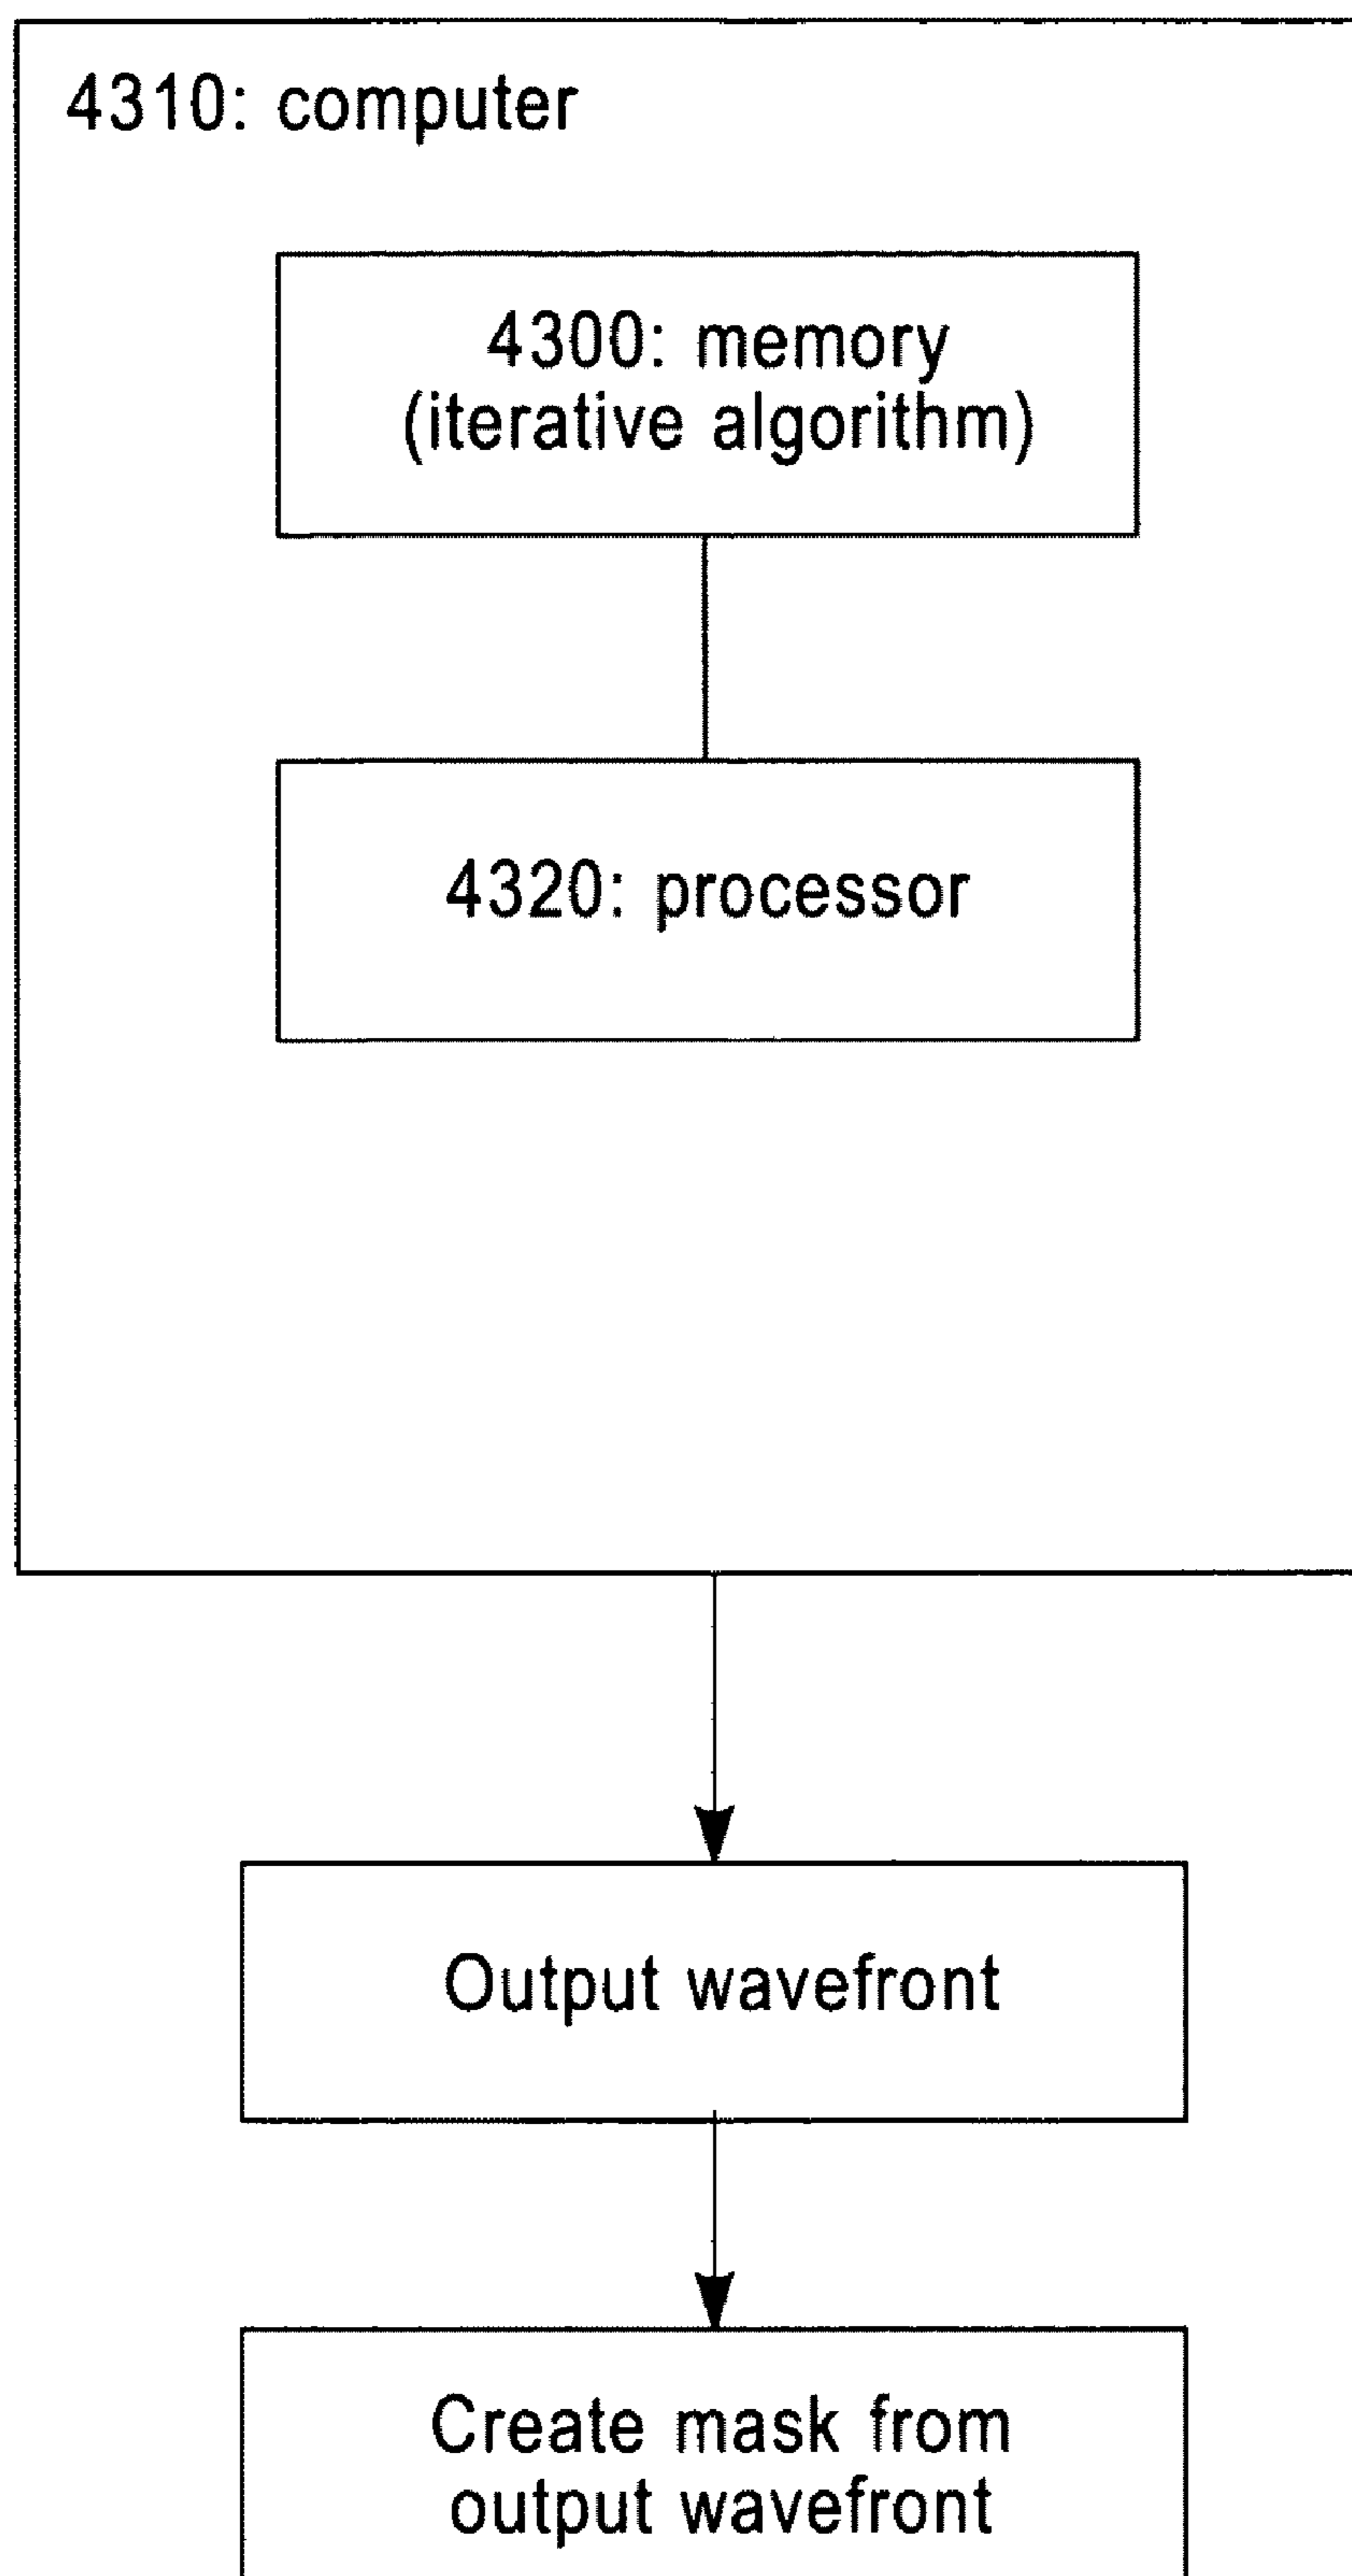 4310: computer
4300: memory
(iterative algorithm)
4320: processor
Output wavefront
Create mask from
output wavefront